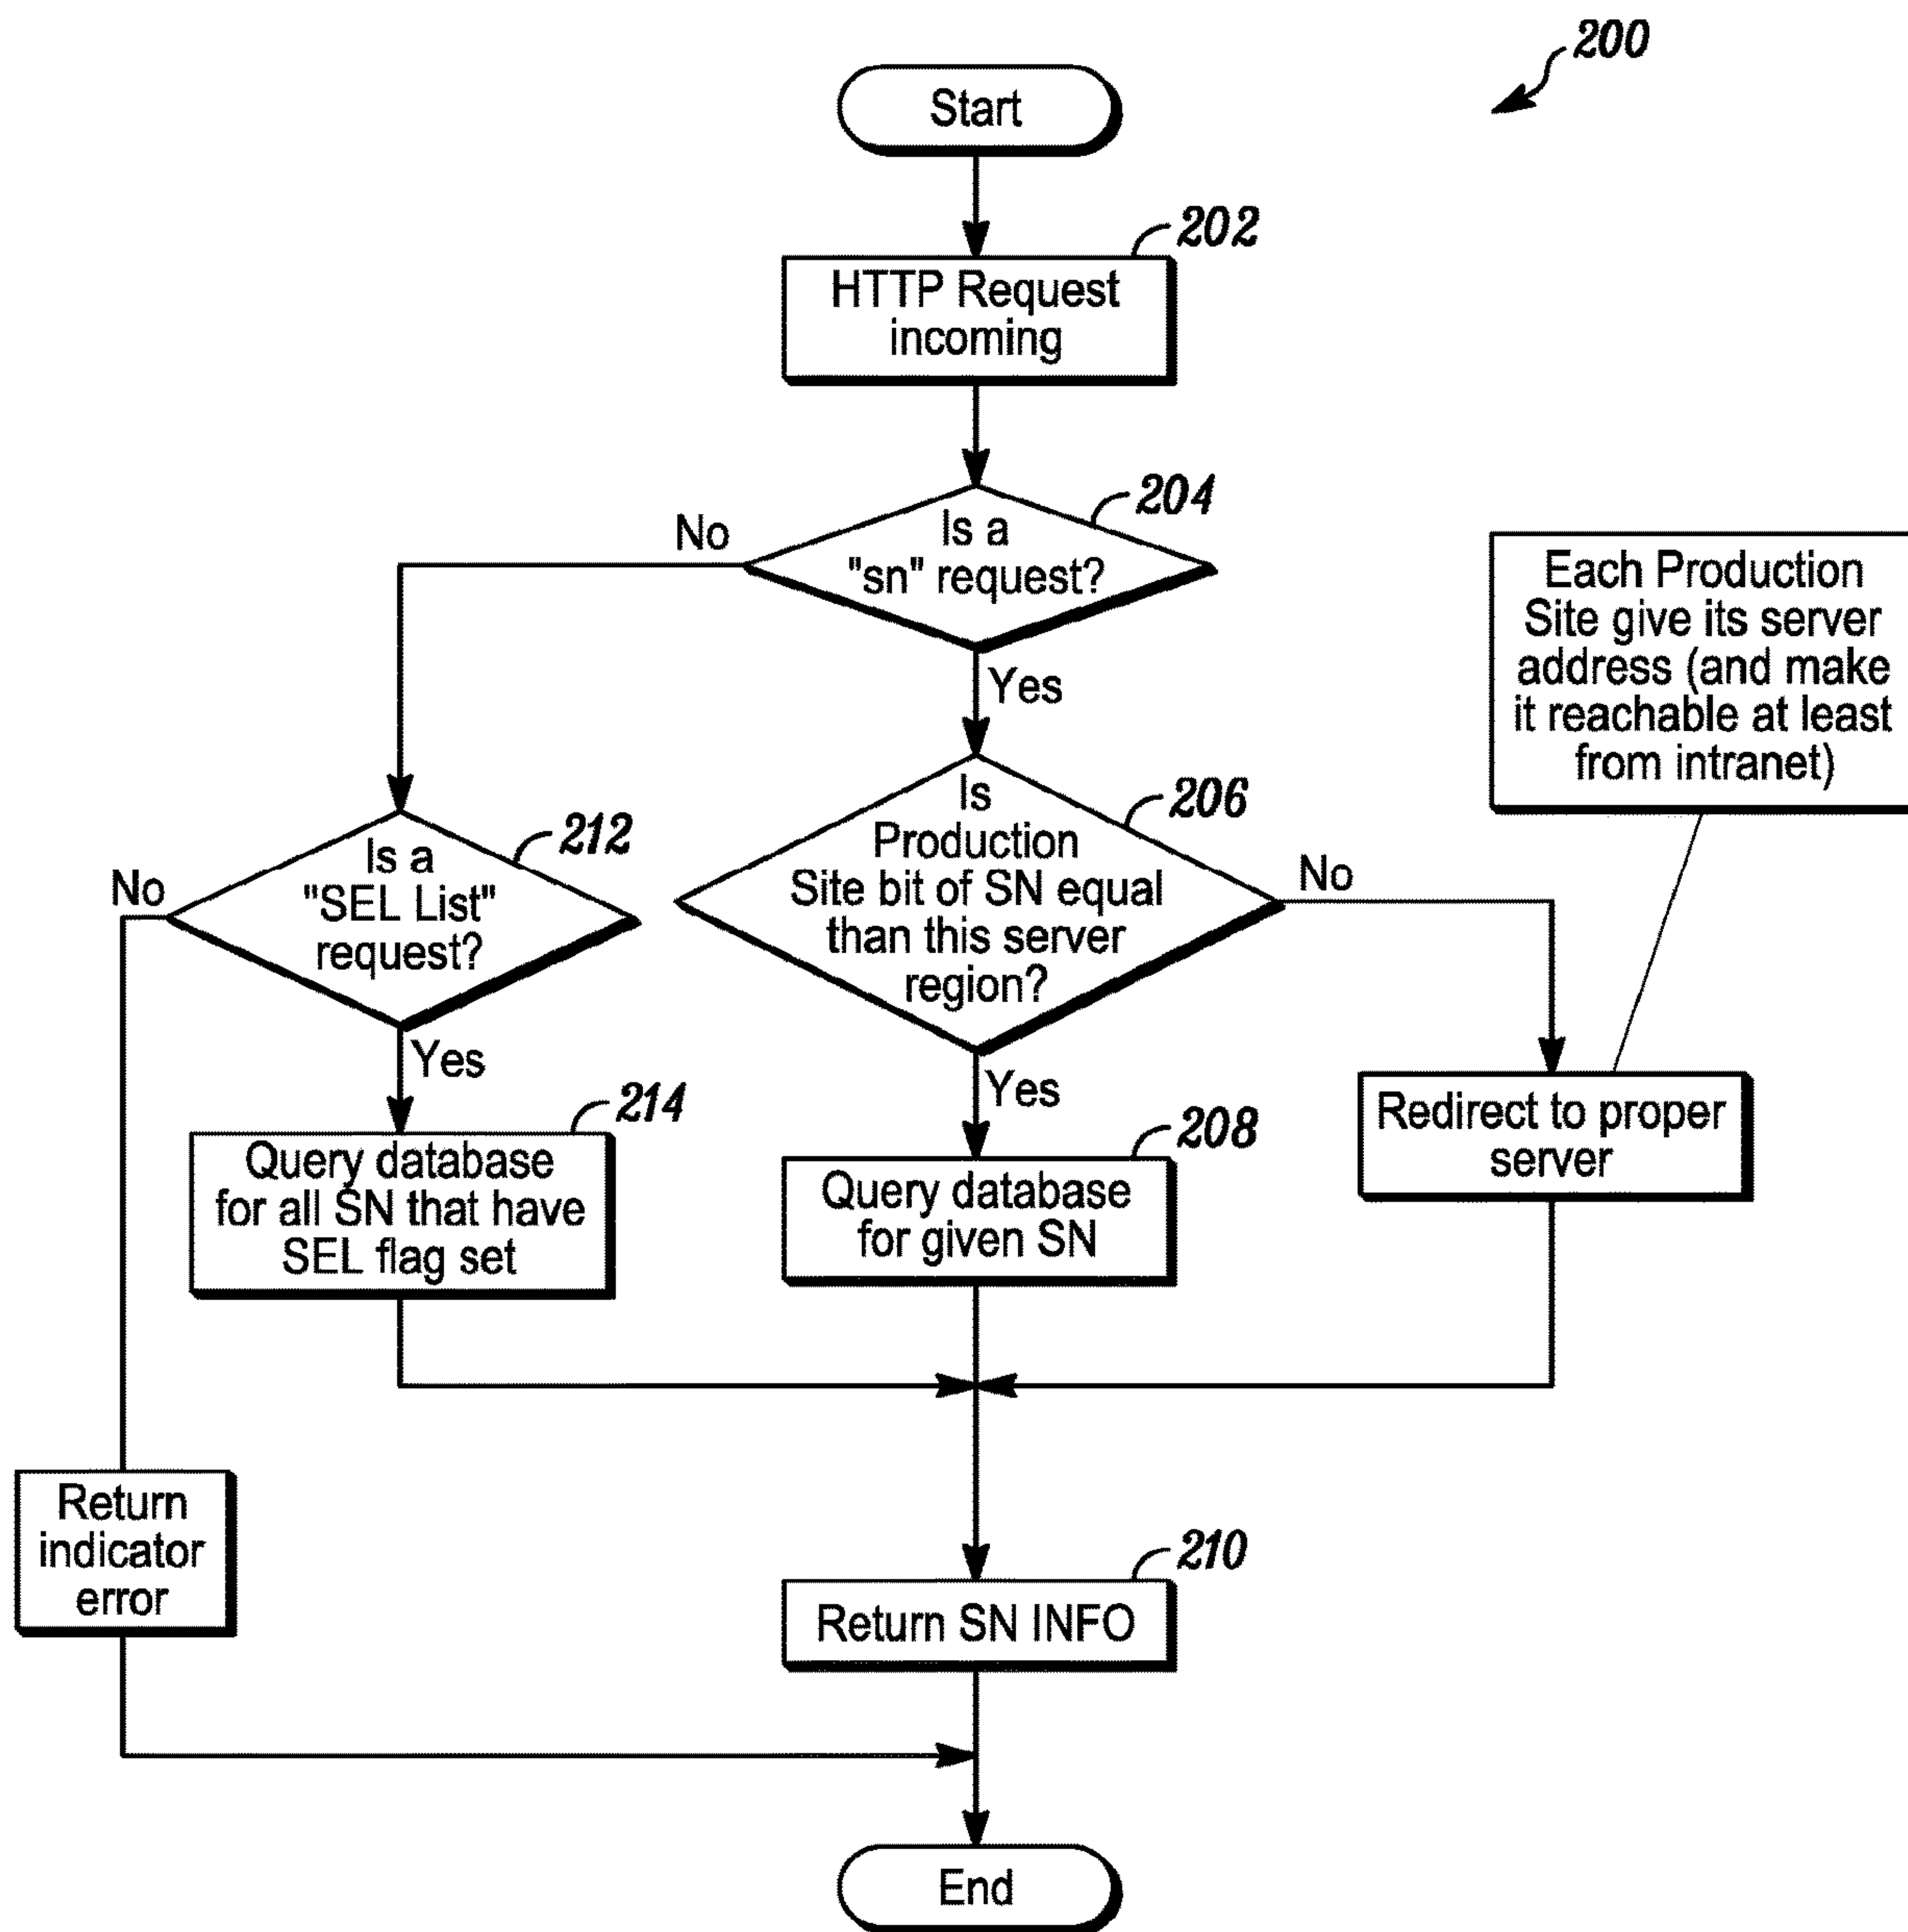 200
Start
202
HTTP Request
incoming
204
Is a
"sn" request?
No
Yes
Each Production
Site give its server
address (and make
it reachable at least
from intranet)
206
Is
Production
Site bit of SN equal
than this server
region?
No
Yes
212
Is a
"SEL List"
request?
No
Yes
214
Query database
for all SN that have
SEL flag set
208
Query database
for given SN
Redirect to proper
server
Return
indicator
error
210
Return SN INFO
End